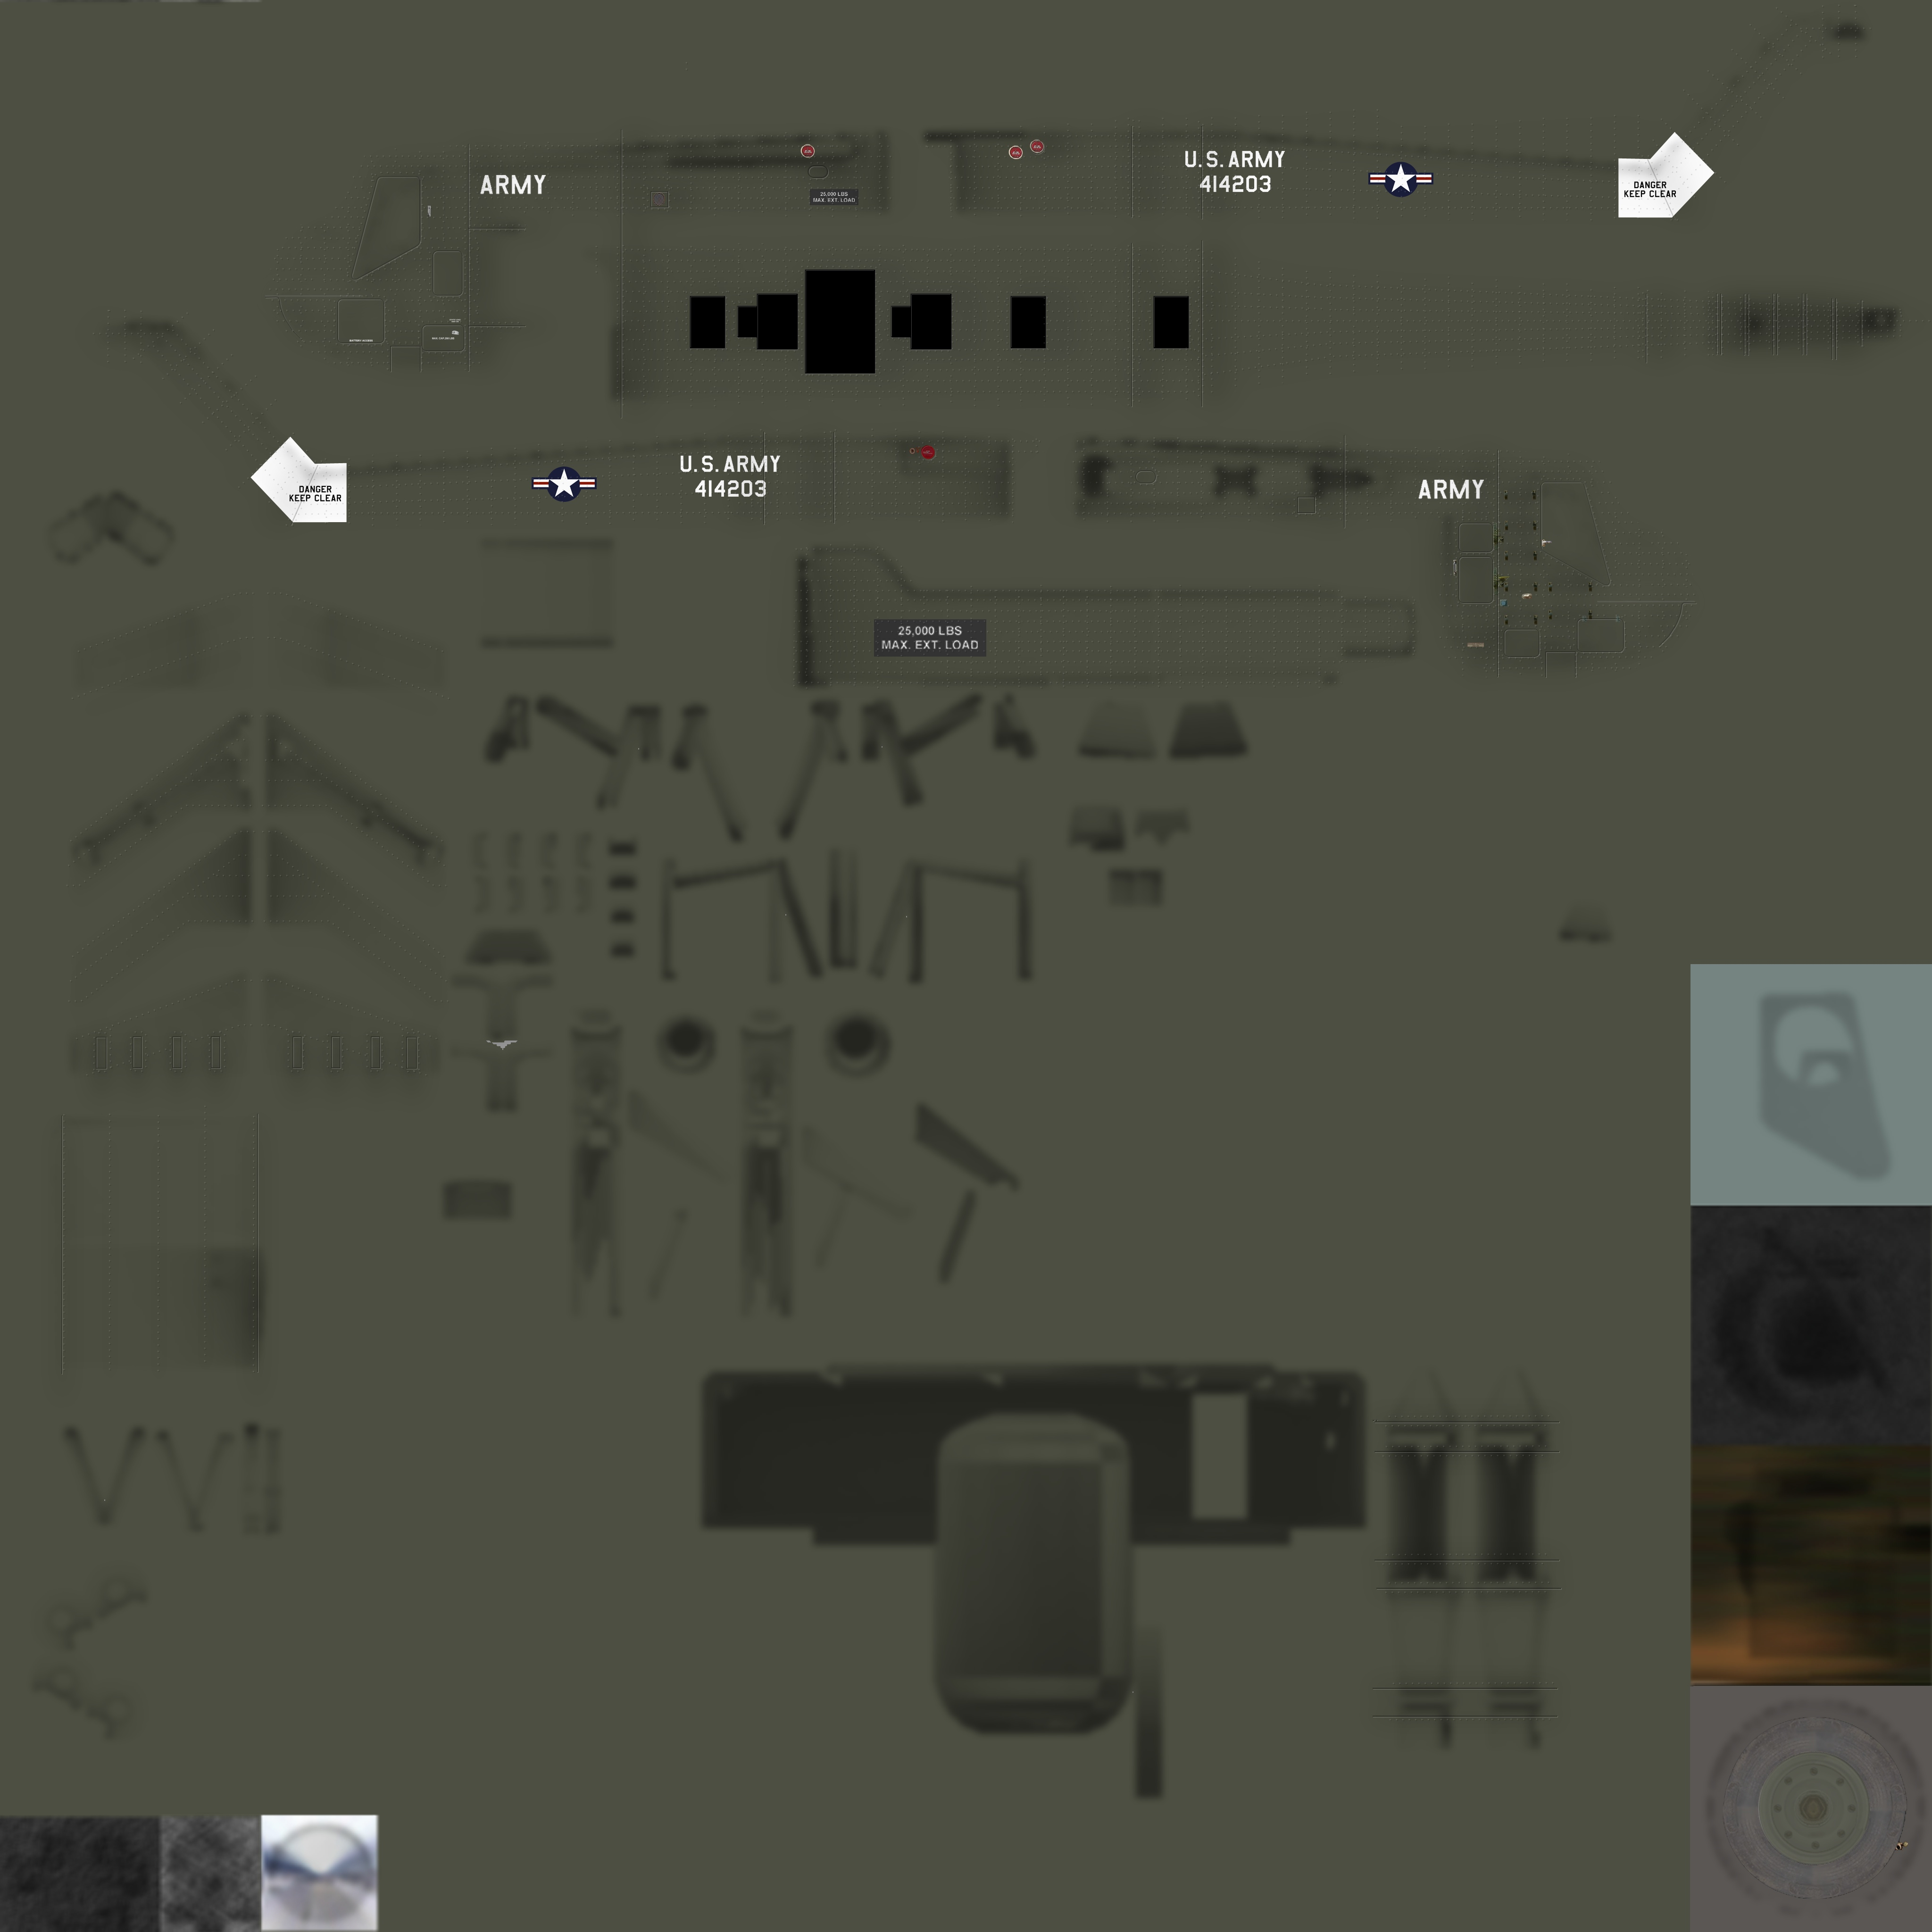 ARMY
25,000 LBS
MAX. EXT. LOAD
U.S. ARMY
414203
DANGER
KEEP CLEAR
DANGER
KEEP CLEAR
U.S. ARMY
414203
ARMY
25,000 LBS
MAX. EXT. LOAD